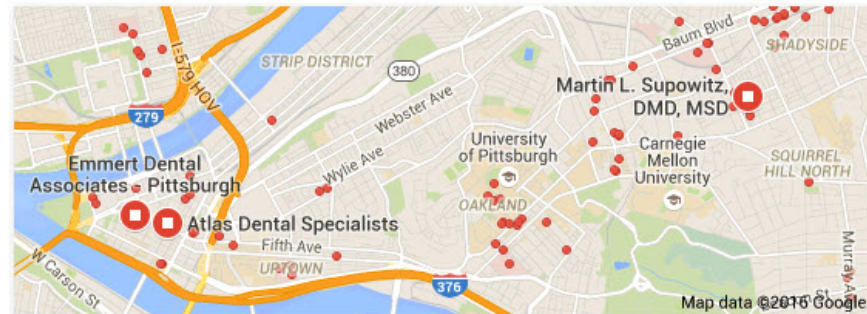 Baum Blvd
SHADYSIDE
I-579 HOV
STRIP DISTRICT
380
Martin L. Supowitz,
DMD, MSD
279
Webster Ave
University
of Pittsburgh
Carnegie
Mellon
University
Wylie Ave
Emmert Dental
Associates - Pittsburgh
SQUIRREL
HILL NORTH
OAKLAND
Atlas Dental Specialists
Fifth Ave
UPTOWN
W Carson St
376
Murray Ave
Map data ©2016 Google